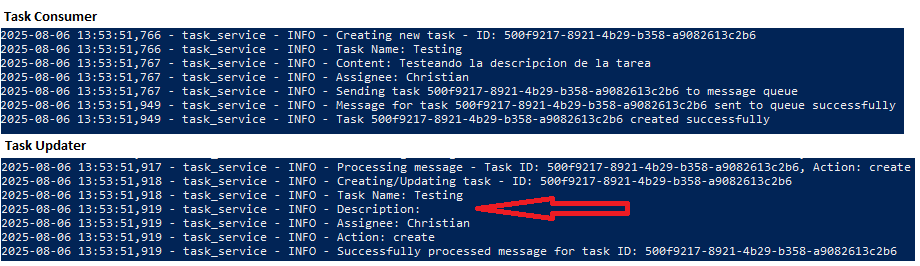 Task Consumer
2025-08-06 13:53:51,766 - task_service - INFO - Creating new task - ID: 500f9217-8921-4b29-b358-a9082613c2b6
2025-08-06 13:53:51,766 - task_service - INFO - Task Name: Testing
2025-08-06 13:53:51,767 - task_service - INFO - Content: Testeando la descripcion de la tarea
2025-08-06 13:53:51,767 - task_service - INFO - Assignee: Christian
2025-08-06 13:53:51,767 - task_service - INFO - Sending task 500f9217-8921-4b29-b358-a9082613c2b6 to message queue
2025-08-06 13:53:51,949 - task_service - INFO - Message for task 500f9217-8921-4b29-b358-a9082613c2b6 sent to queue successfully
2025-08-06 13:53:51,949 - task_service - INFO - Task 500f9217-8921-4b29-b358-a9082613c2b6 created successfully
Task Updater
2025-08-06 13:53:51,917 - task_service - INFO - Processing message - Task ID: 500f9217-8921-4b29-b358-a9082613c2b6, Action: create
2025-08-06 13:53:51,918 - task_service - INFO - Creating/Updating task - ID: 500f9217-8921-4b29-b358-a9082613c2b6
2025-08-06 13:53:51,918 - task_service - INFO - Task Name: Testing
2025-08-06 13:53:51,919 - task_service - INFO - Description:
2025-08-06 13:53:51,919 - task_service - INFO - Assignee: Christian
2025-08-06 13:53:51,919 - task_service - INFO - Action: create
2025-08-06 13:53:51,919 - task_service - INFO - Successfully processed message for task ID: 500f9217-8921-4b29-b358-a9082613c2b6